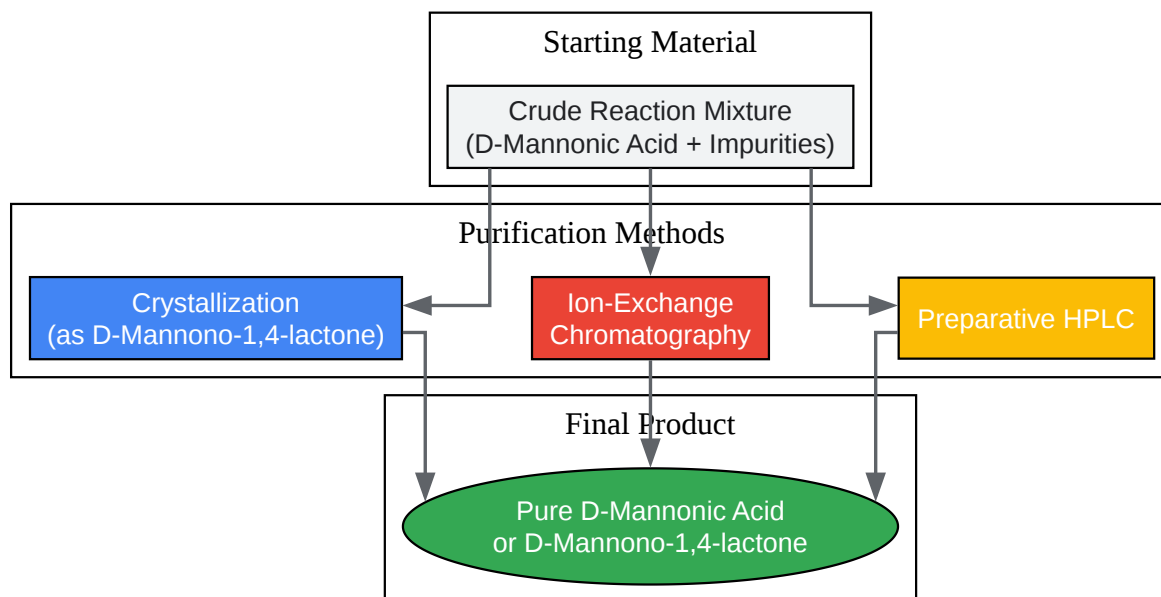 Starting Material
Crude Reaction Mixture
(D-Mannonic Acid + Impurities)
Purification Methods
Crystallization
(as D-Mannono-1,4-lactone)
Ion-Exchange
Chromatography
Preparative HPLC
Final Product
Pure D-Mannonic Acid
or D-Mannono-1,4-lactone